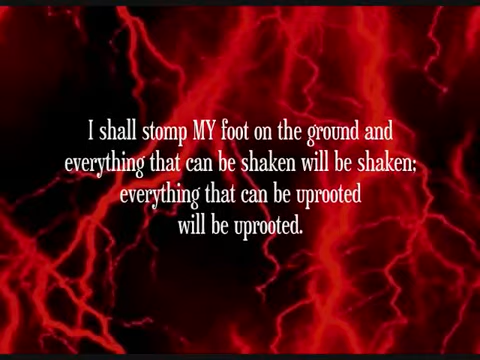 I shall stomp MY foot on the ground and
everything that can be shaken will be shaken;
everything that can be uprooted
will be uprooted.